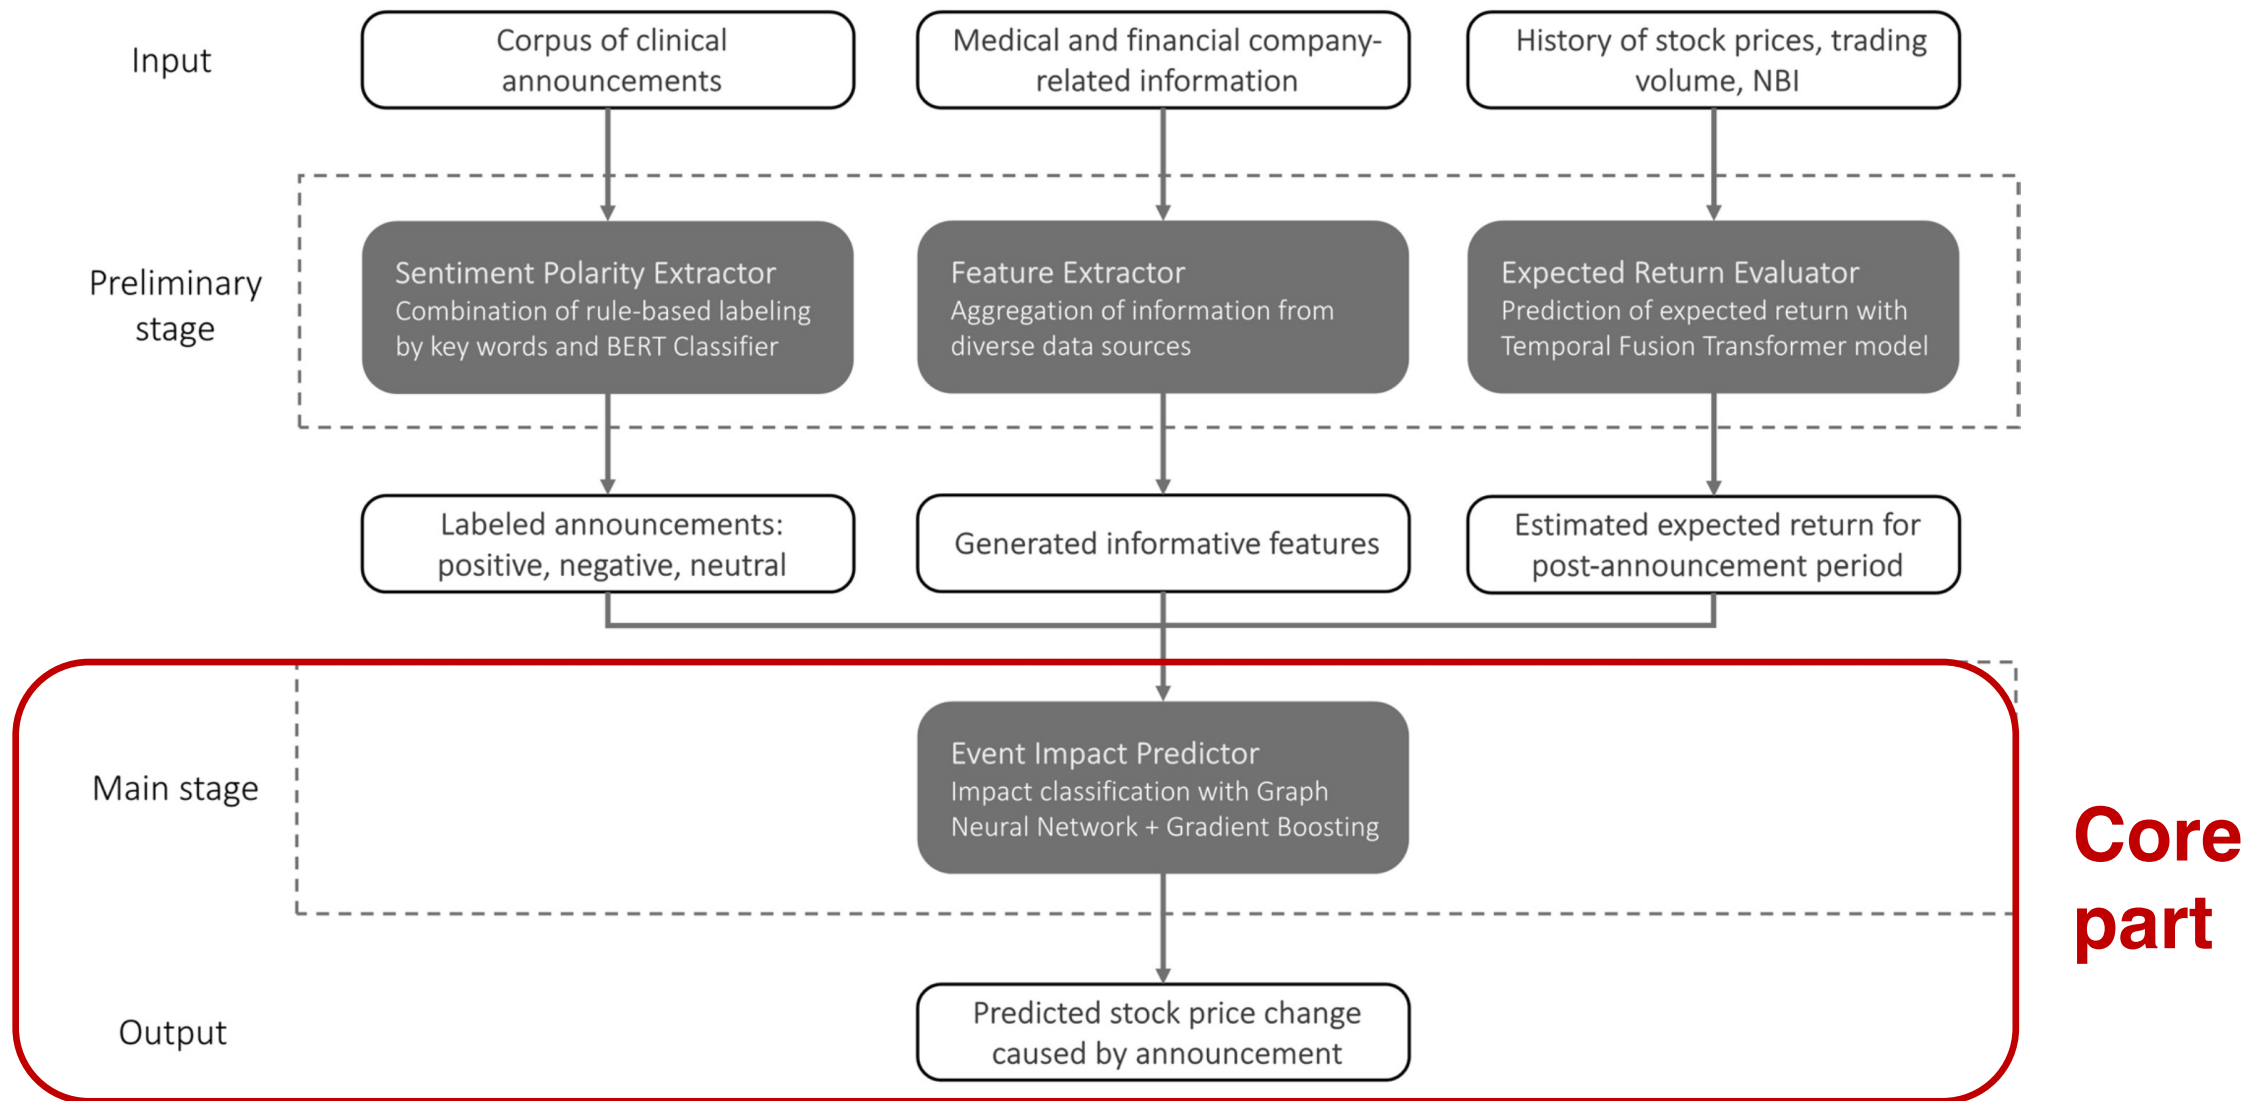 Input
Corpus of clinical
announcements
Medical and financial company-
related information
History of stock prices, trading
volume, NBI
Preliminary
stage
Sentiment Polarity Extractor
Combination of rule-based labeling
by key words and BERT Classifier
Feature Extractor
Aggregation of information from
diverse data sources
Expected Return Evaluator
Prediction of expected return with
Temporal Fusion Transformer model
Labeled announcements:
positive, negative, neutral
Generated informative features
Estimated expected return for
post-announcement period
Main stage
Event Impact Predictor
Impact classification with Graph
Neural Network + Gradient Boosting
Core
part
Output
Predicted stock price change
caused by announcement